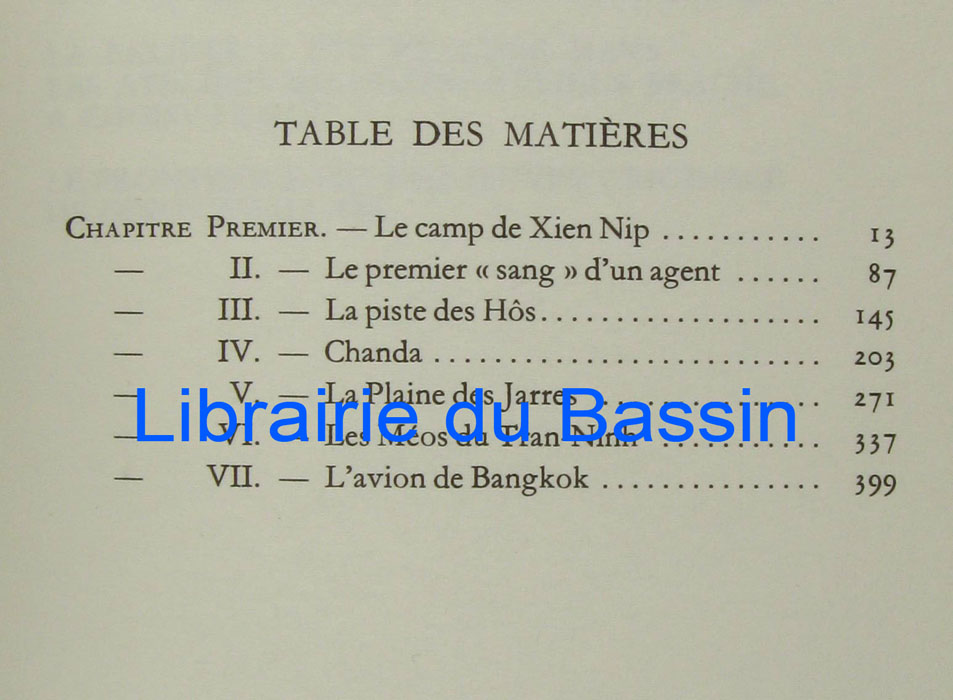 TABLE DES MATIÈRES
CHAPITRE PREMIER. — Le camp de Xien Nip ........... 13
— II. — Le premier « sang » d'un agent ...... 87
— III. — La piste des Hôs.................... 145
— IV. — Chanda ............................ 203
— V. — La Plaine des Jarres ................ 271
Librairie du Bassin
— VI. — Les Méos du Tran-Ninh ............ 337
— VII. — L'avion de Bangkok ................ 399